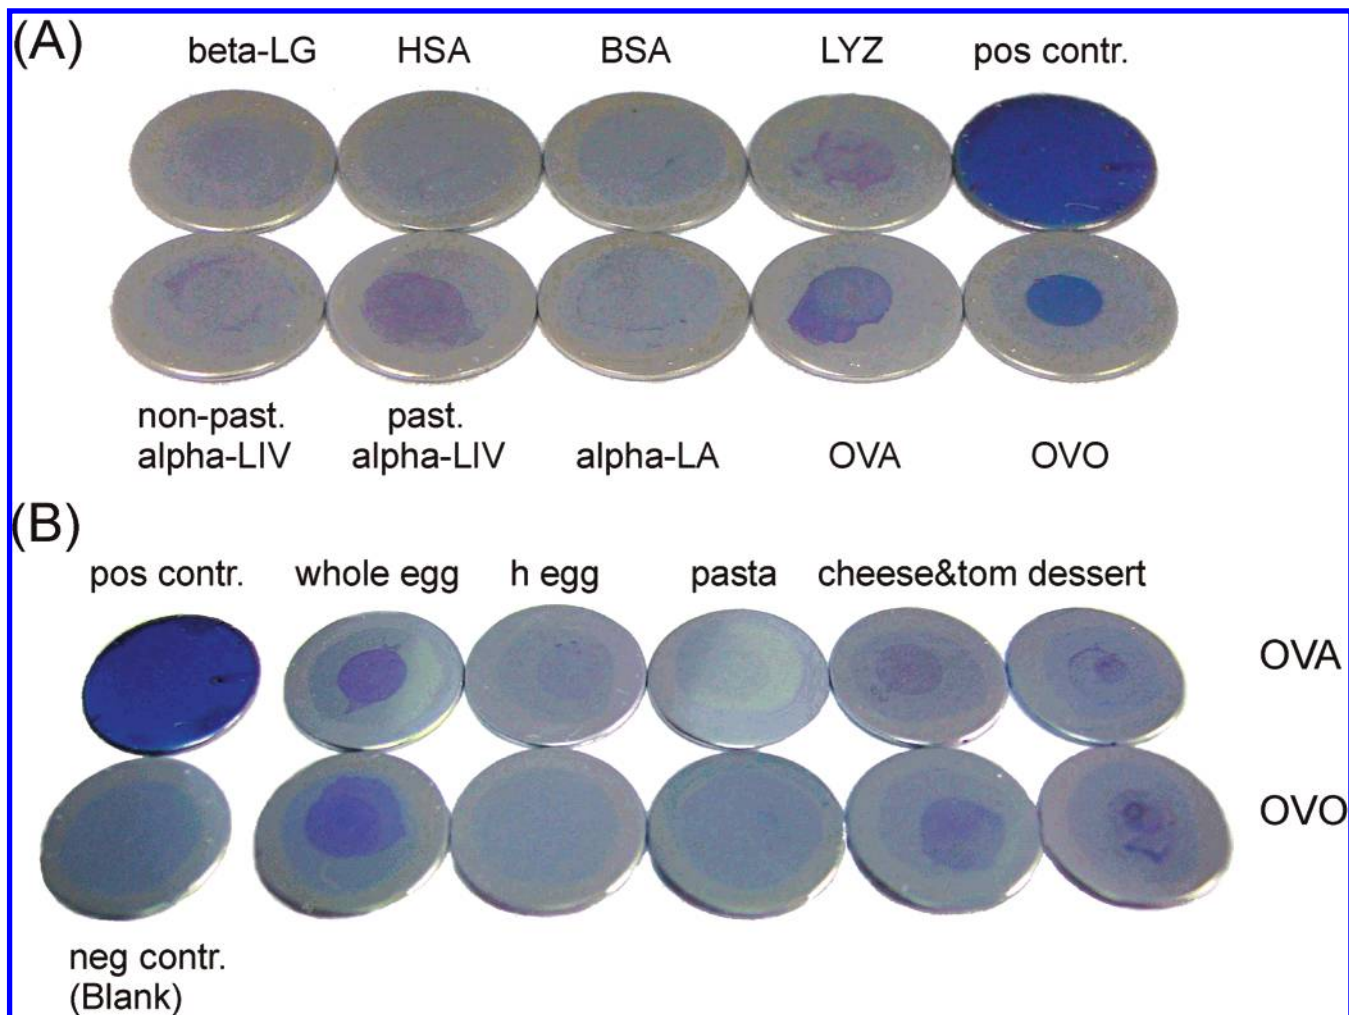 (A)
beta-LG HSA BSA LYZ pos contr.
non-past. past.
alpha-LIV alpha-LIV alpha-LA OVA OVO
(B)
pos contr. whole egg h egg pasta cheese&tom dessert
OVA
OVO
neg contr.
(Blank)